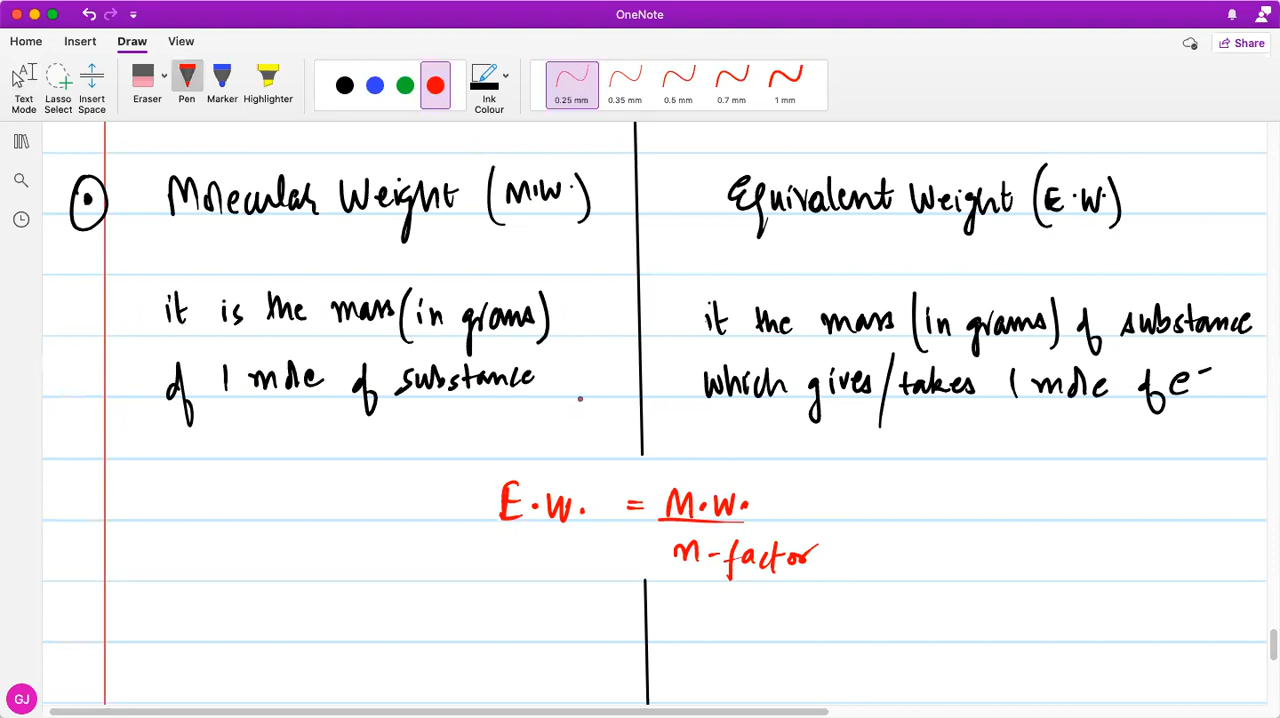 OneNote
Home Insert Draw View
Share
Text Mode
Lasso Select
Insert Space
Eraser
Pen
Marker
Highlighter
Ink Colour
0.25 mm
0.35 mm
0.5 mm
0.7 mm
1 mm
Molecular Weight (M.W.)
it is the mass (in grams)
of 1 mole of substance
Equivalent Weight (E.W.)
it the mass (in grams) of substance
which gives/takes 1 mole of e⁻
E.W. = M.W.
n-factor
GJ